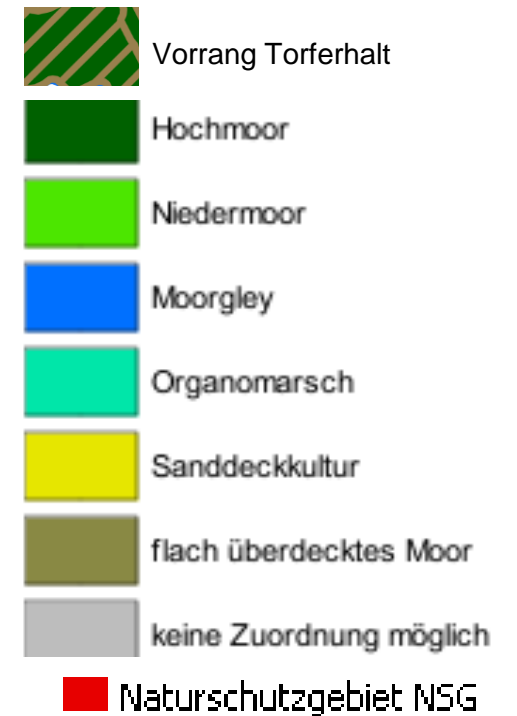 Vorrang Torferhalt
Hochmoor
Niedermoor
Moorgley
Organomarsch
Sanddeckkultur
flach überdecktes Moor
keine Zuordnung möglich
Naturschutzgebiet NSG